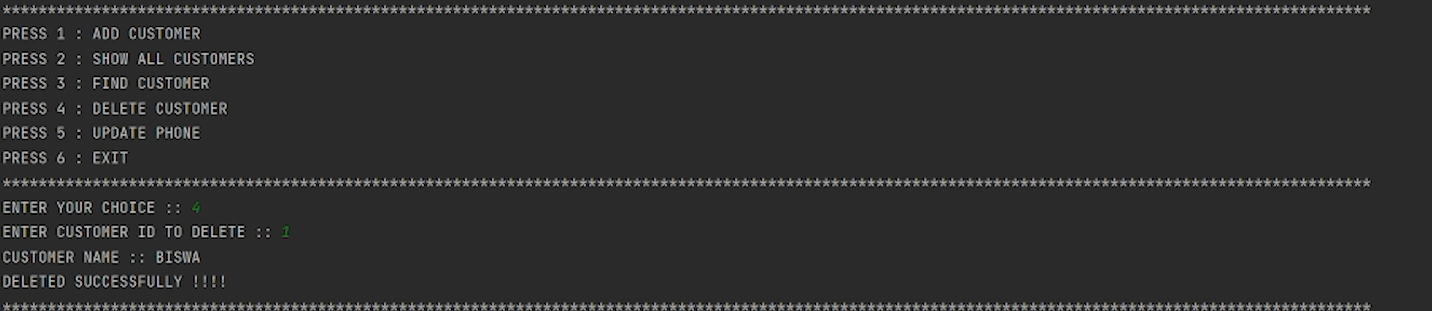 ********************************************************************************************************************************************************
PRESS 1 : ADD CUSTOMER
PRESS 2 : SHOW ALL CUSTOMERS
PRESS 3 : FIND CUSTOMER
PRESS 4 : DELETE CUSTOMER
PRESS 5 : UPDATE PHONE
PRESS 6 : EXIT
********************************************************************************************************************************************************
ENTER YOUR CHOICE :: 4
ENTER CUSTOMER ID TO DELETE :: 1
CUSTOMER NAME :: BISWA
DELETED SUCCESSFULLY !!!!
********************************************************************************************************************************************************